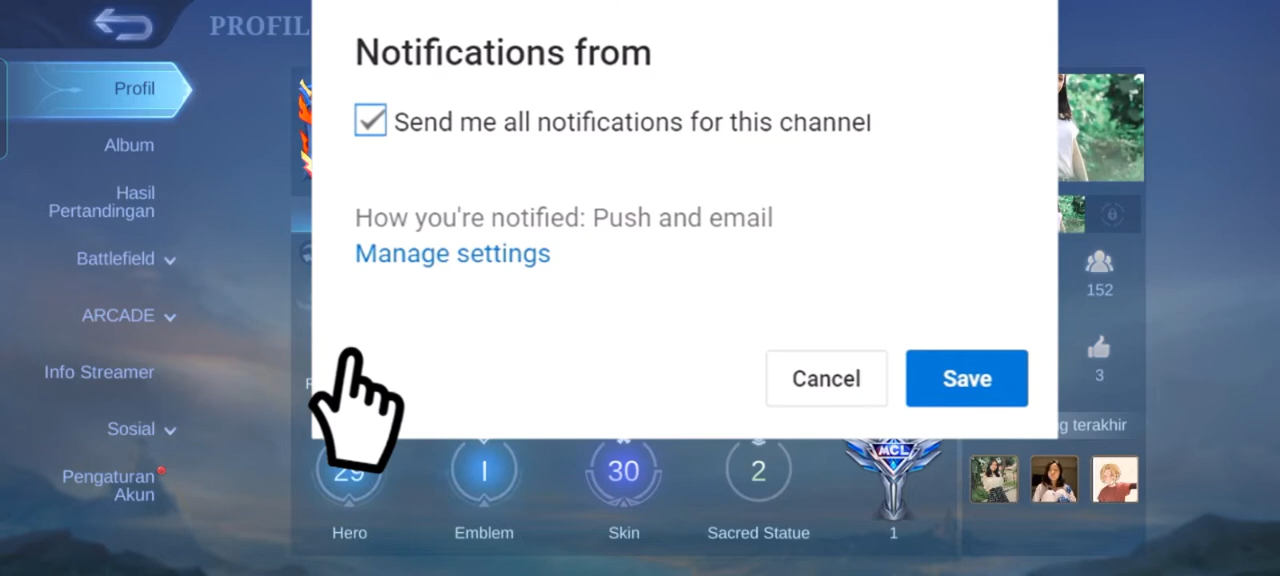 PROFIL
Notifications from
Send me all notifications for this channel
How you're notified: Push and email
Manage settings
Cancel
Save
Profil
Album
Hasil
Pertandingan
Battlefield
ARCADE
Info Streamer
Sosial
Pengaturan
Akun
152
3
terakhir
29
I
30
2
MCL
Hero
Emblem
Skin
Sacred Statue
1